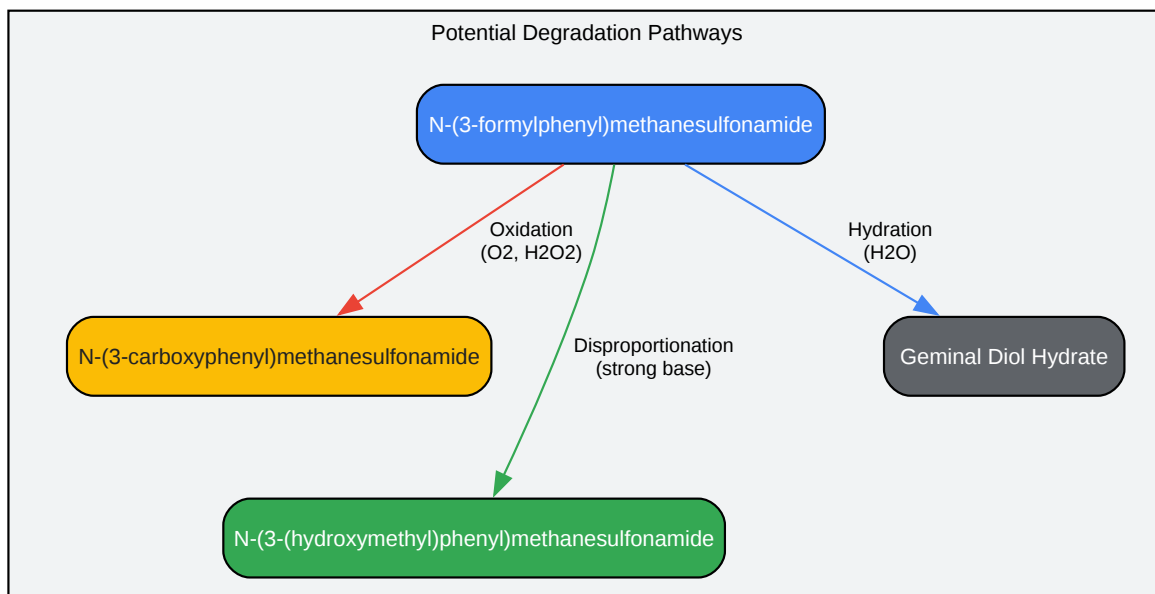 Potential Degradation Pathways
N-(3-formylphenyl)methanesulfonamide
Oxidation
(O2, H2O2)
Hydration
(H2O)
Disproportionation
(strong base)
N-(3-carboxyphenyl)methanesulfonamide
Geminal Diol Hydrate
N-(3-(hydroxymethyl)phenyl)methanesulfonamide